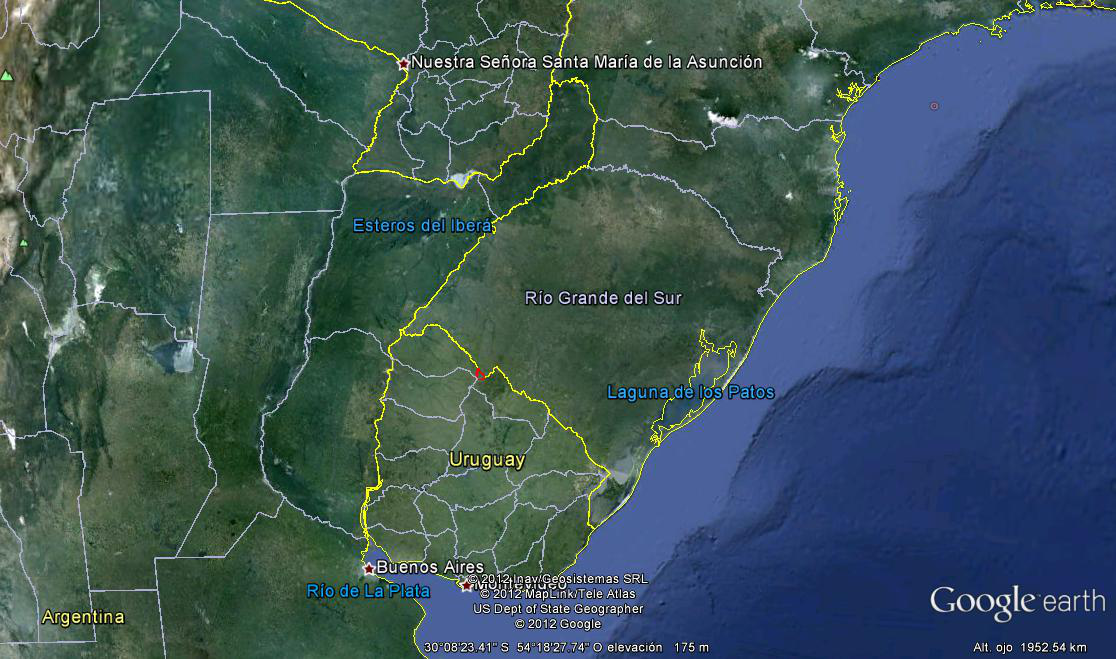 Nuestra Señora Santa María de la Asunción
Esteros del Iberá
Río Grande del Sur
Laguna de los Patos
Uruguay
Buenos Aires
Montevideo
Río de La Plata
Argentina
© 2012 Inav/Geosistemas SRL
© 2012 MapLink/Tele Atlas
US Dept of State Geographer
© 2012 Google
Google earth
30°08'23.41" S 54°18'27.74" O elevación 175 m
Alt. ojo 1952.54 km